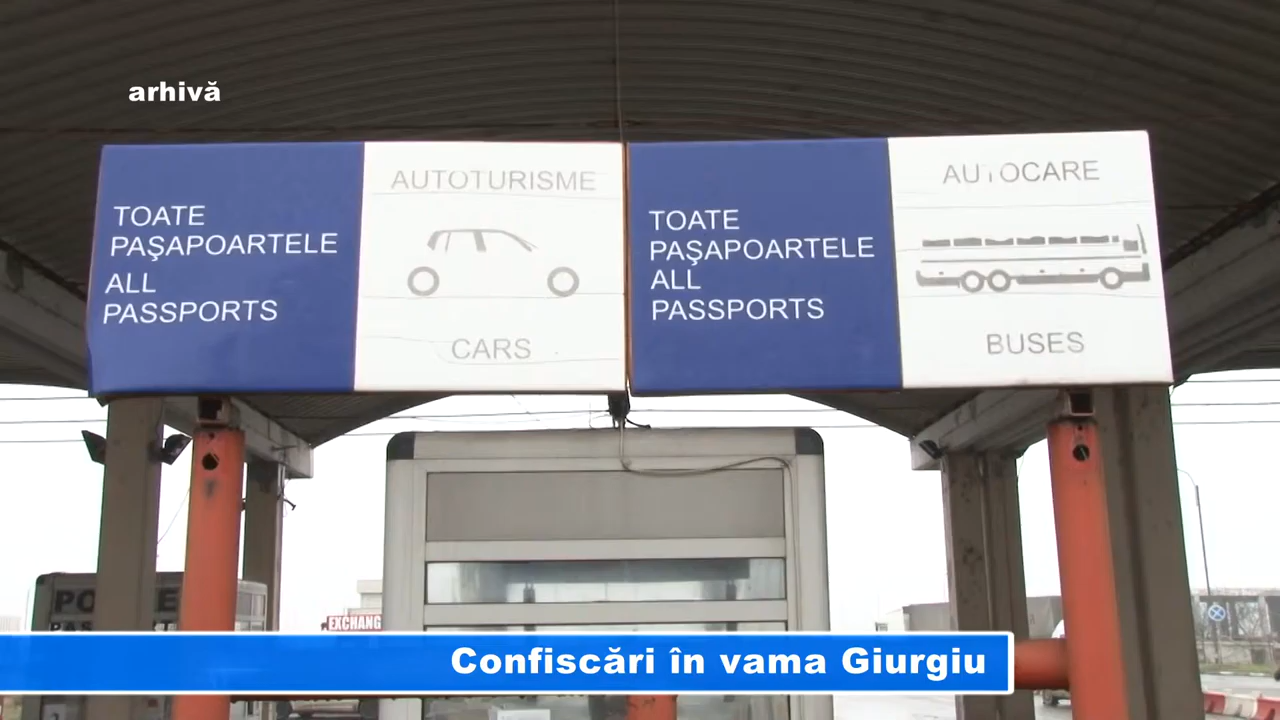 arhivă
TOATE
PAŞAPOARTELE
ALL
PASSPORTS
AUTOTURISME
CARS
TOATE
PAŞAPOARTELE
ALL
PASSPORTS
AUTOCARE
BUSES
EXCHANG
Confiscări în vama Giurgiu